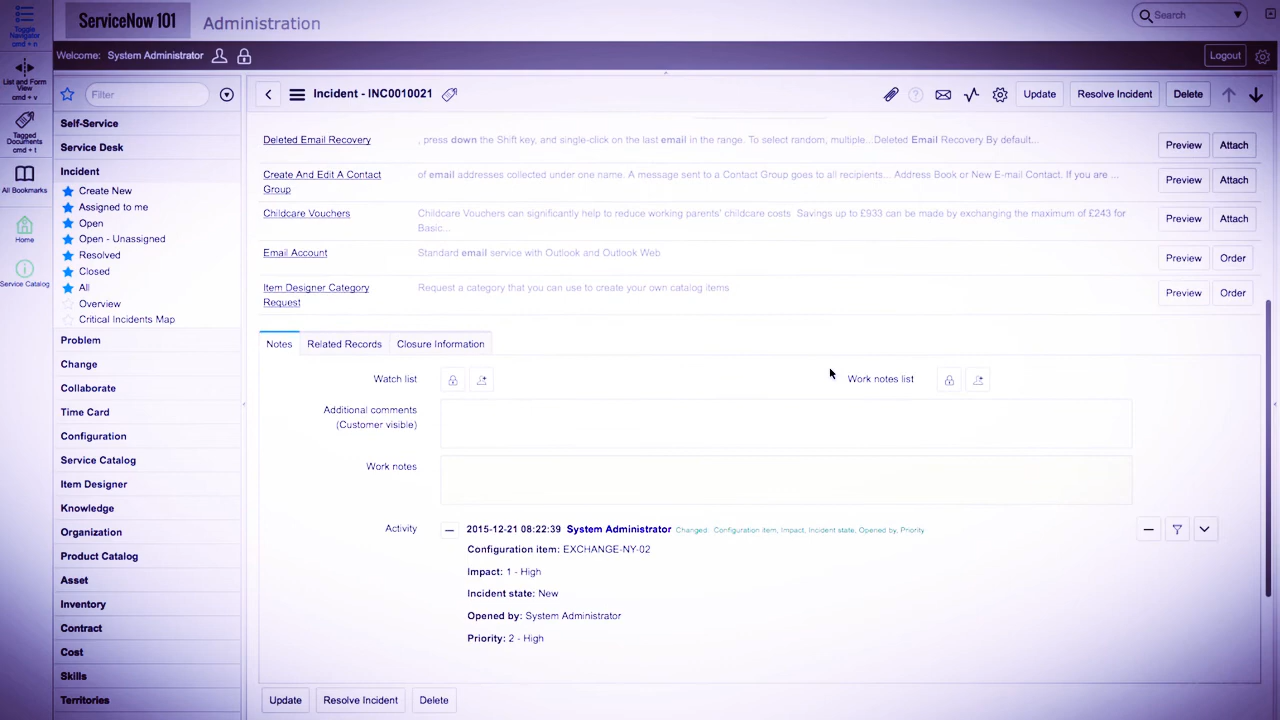 ServiceNow 101 Administration
Search
Toggle
Navigator
cmd + n
Welcome: System Administrator
Logout
List and Form
View
cmd + v
Tagged
Documents
cmd + t
All Bookmarks
Home
Service Catalog
Filter
Self-Service
Service Desk
Incident
Create New
Assigned to me
Open
Open - Unassigned
Resolved
Closed
All
Overview
Critical Incidents Map
Problem
Change
Collaborate
Time Card
Configuration
Service Catalog
Item Designer
Knowledge
Organization
Product Catalog
Asset
Inventory
Contract
Cost
Skills
Territories
Incident - INC0010021
Update Resolve Incident Delete
Deleted Email Recovery , press down the Shift key, and single-click on the last email in the range. To select random, multiple...Deleted Email Recovery By default... Preview Attach
Create And Edit A Contact of email addresses collected under one name. A message sent to a Contact Group goes to all recipients... Address Book or New E-mail Contact. If you are ... Preview Attach
Group
Childcare Vouchers Childcare Vouchers can significantly help to reduce working parents' childcare costs Savings up to £933 can be made by exchanging the maximum of £243 for Preview Attach
Basic...
Email Account Standard email service with Outlook and Outlook Web Preview Order
Item Designer Category Request a category that you can use to create your own catalog items Preview Order
Request
Notes Related Records Closure Information
Watch list Work notes list
Additional comments
(Customer visible)
Work notes
Activity 2015-12-21 08:22:39 System Administrator Changed: Configuration item, Impact, Incident state, Opened by, Priority
Configuration item: EXCHANGE-NY-02
Impact: 1 - High
Incident state: New
Opened by: System Administrator
Priority: 2 - High
Update Resolve Incident Delete